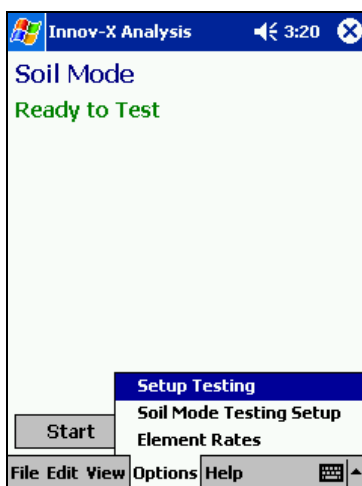 Innov-X Analysis 3:20
Soil Mode
Ready to Test
Setup Testing
Soil Mode Testing Setup
Element Rates
Start
File Edit View Options Help